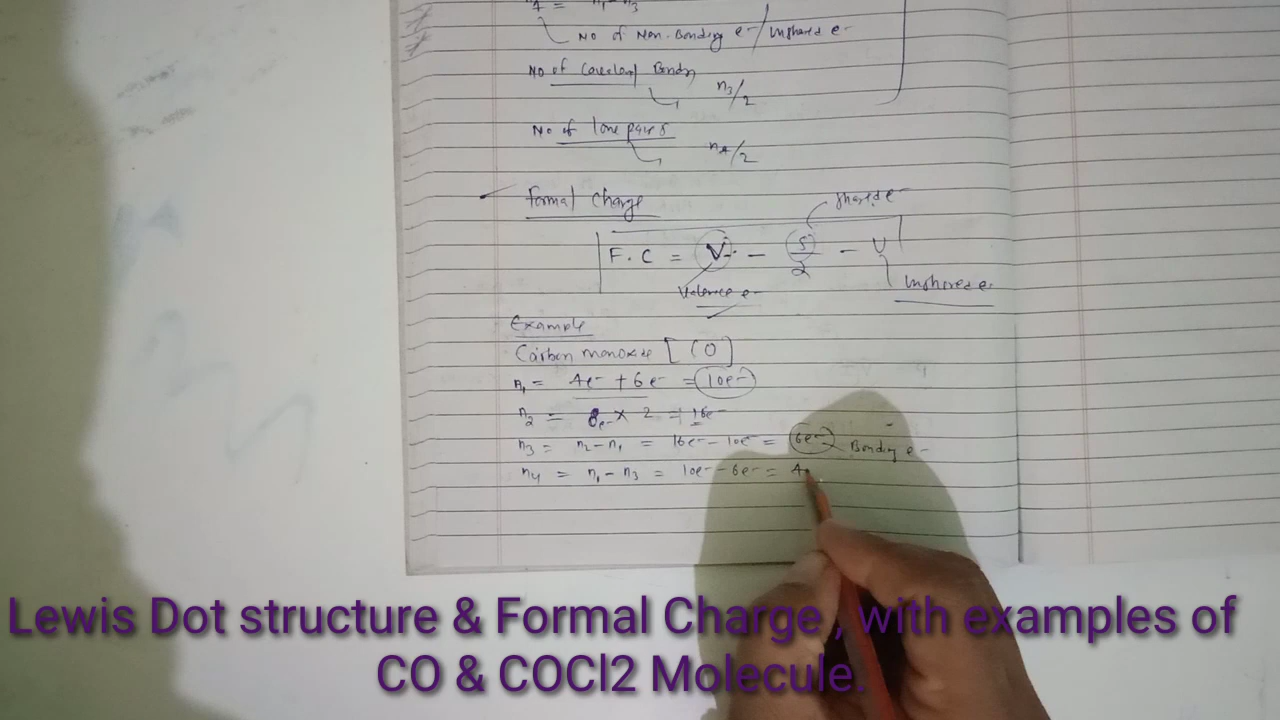 n4 = n1 - n3
No of Non-Bonding e-/Unshared e-
No of Covalent Bonds
n3/2
No of lone pairs
n4/2
Formal Charge
shared e-
F.C = V - S/2 - U
Valence e-
Unshared e-
Example
Carbon monoxide [CO]
n1 = 4e- + 6e- = 10e-
n2 = 8e- × 2 = 16e-
n3 = n2 - n1 = 16e- - 10e- = 6e- Bonding e-
n4 = n1 - n3 = 10e- - 6e- = 4
Lewis Dot structure & Formal Charge , with examples of
CO & COCl2 Molecule.